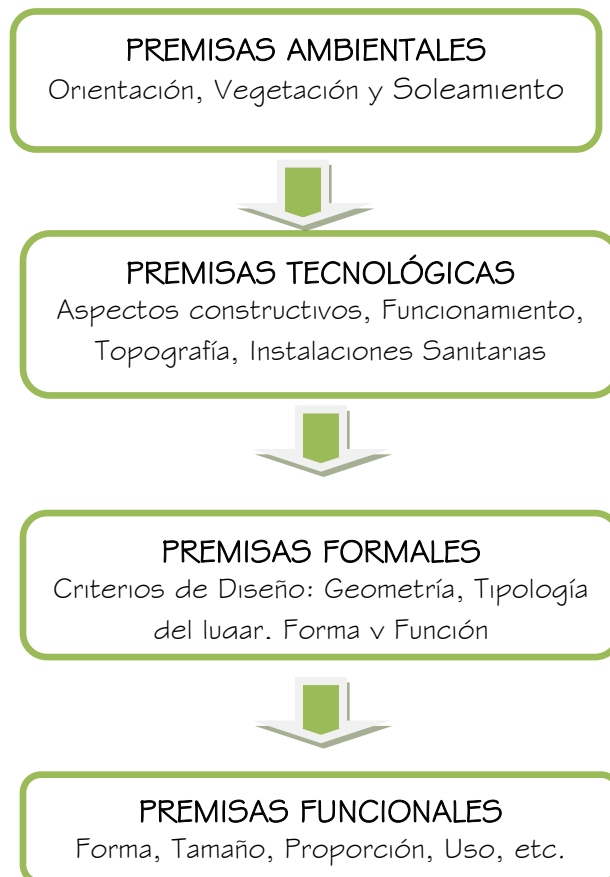 PREMISAS AMBIENTALES
Orientación, Vegetación y Soleamiento
PREMISAS TECNOLÓGICAS
Aspectos constructivos, Funcionamiento,
Topografía, Instalaciones Sanitarias
PREMISAS FORMALES
Criterios de Diseño: Geometría, Tipología
del lugar. Forma y Función
PREMISAS FUNCIONALES
Forma, Tamaño, Proporción, Uso, etc.